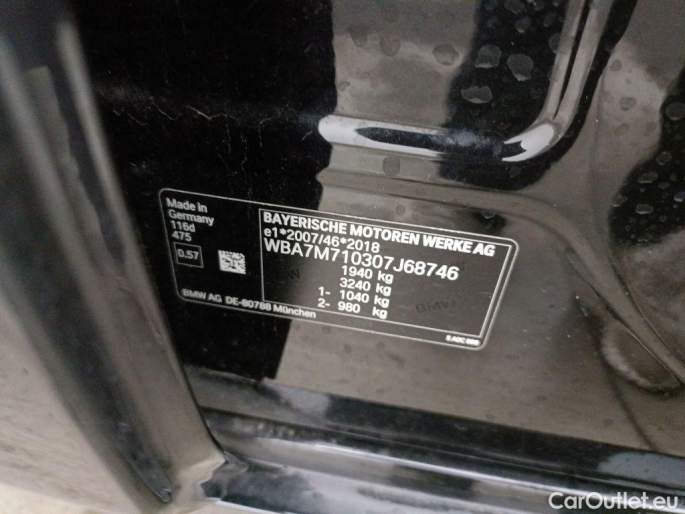 Made in
Germany
116d
475
0.57
BAYERISCHE MOTOREN WERKE AG
e1*2007/46*2018
WBA7M710307J68746
1940 kg
3240 kg
1- 1040 kg
2- 980 kg
BMW AG DE-80788 München
CarOutlet.eu